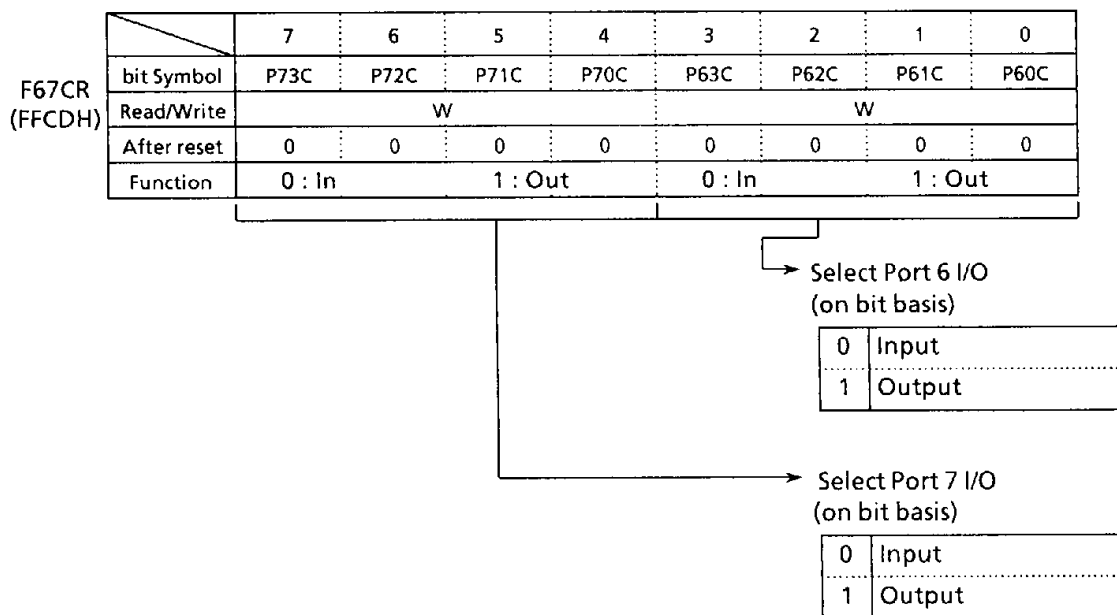 7 6 5 4 3 2 1 0
F67CR
(FFCDH)
bit Symbol P73C P72C P71C P70C P63C P62C P61C P60C
Read/Write W W
After reset 0 0 0 0 0 0 0 0
Function 0 : In 1 : Out 0 : In 1 : Out
Select Port 6 I/O
(on bit basis)
0 Input
1 Output
Select Port 7 I/O
(on bit basis)
0 Input
1 Output